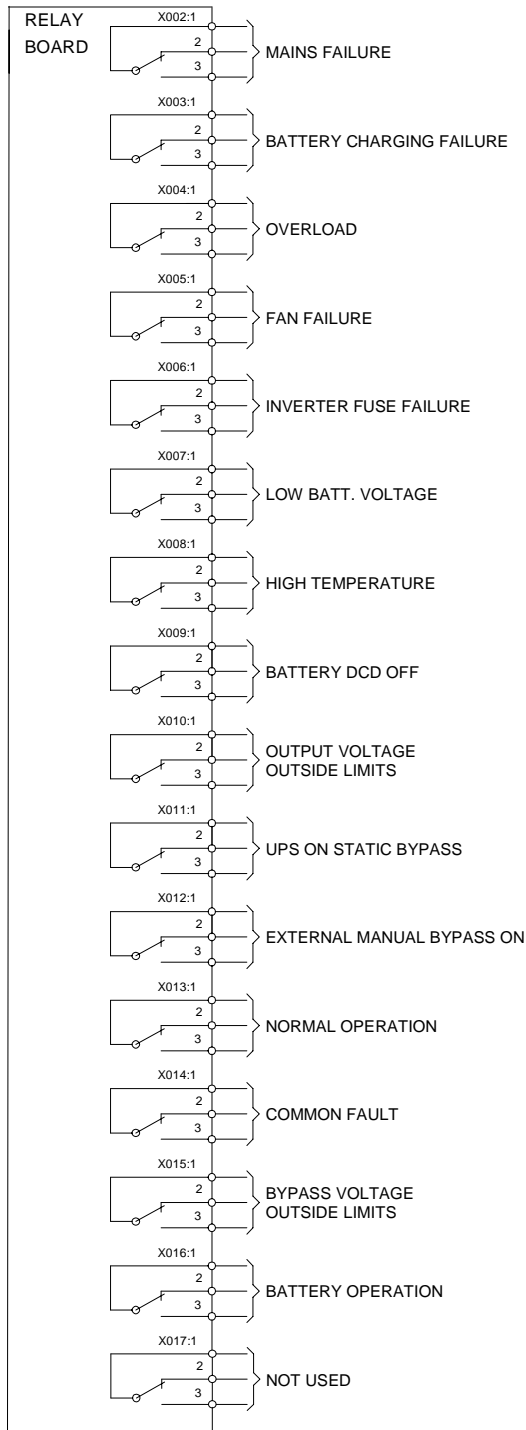 RELAY
BOARD
X002:1
2
3
MAINS FAILURE
X003:1
2
3
BATTERY CHARGING FAILURE
X004:1
2
3
OVERLOAD
X005:1
2
3
FAN FAILURE
X006:1
2
3
INVERTER FUSE FAILURE
X007:1
2
3
LOW BATT. VOLTAGE
X008:1
2
3
HIGH TEMPERATURE
X009:1
2
3
BATTERY DCD OFF
X010:1
2
3
OUTPUT VOLTAGE
OUTSIDE LIMITS
X011:1
2
3
UPS ON STATIC BYPASS
X012:1
2
3
EXTERNAL MANUAL BYPASS ON
X013:1
2
3
NORMAL OPERATION
X014:1
2
3
COMMON FAULT
X015:1
2
3
BYPASS VOLTAGE
OUTSIDE LIMITS
X016:1
2
3
BATTERY OPERATION
X017:1
2
3
NOT USED